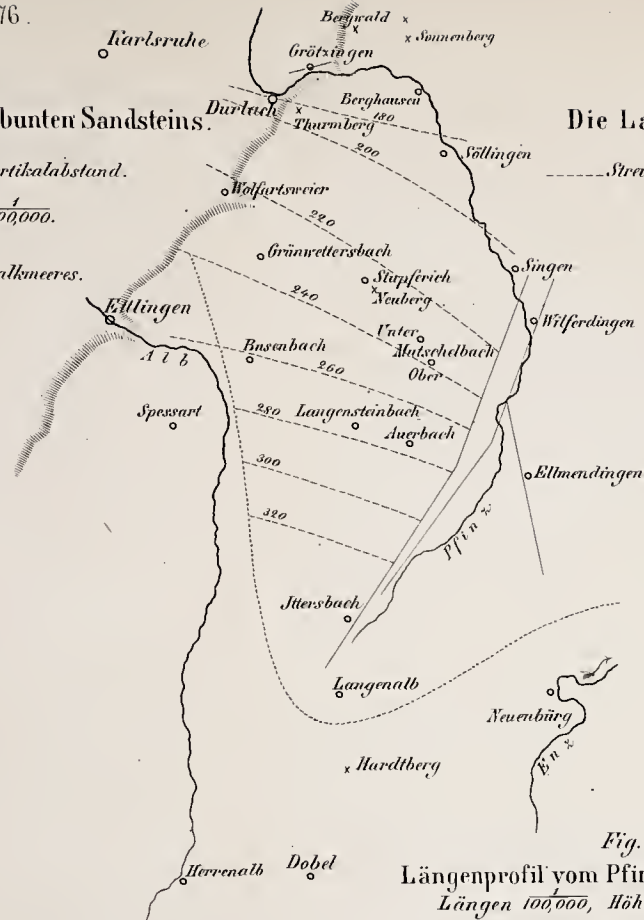 76.
Bergwald
Sonnenberg
Karlsruhe
Grötzingen
Durlach
Berghausen
180
bunten Sandsteins.
Thurmberg
Die La
200
Söllingen
rtikalabstand.
Strei
Wolfartsweier
1
00,000.
220
Grünwettersbach
Singen
alkmeeres.
Stupferich
Neuberg
240
Ettlingen
Unter
Wilferdingen
Mutschelbach
Alb
Busenbach
260
Ober
Spessart
280
Langensteinbach
Auerbach
300
Ellmendingen
320
Pfinz
Ittersbach
Langenalb
Neuenbürg
Enz
Hardtberg
Fig.
Herrenalb
Dobel
Längenprofil vom Pfin
Längen 1/100,000, Höh